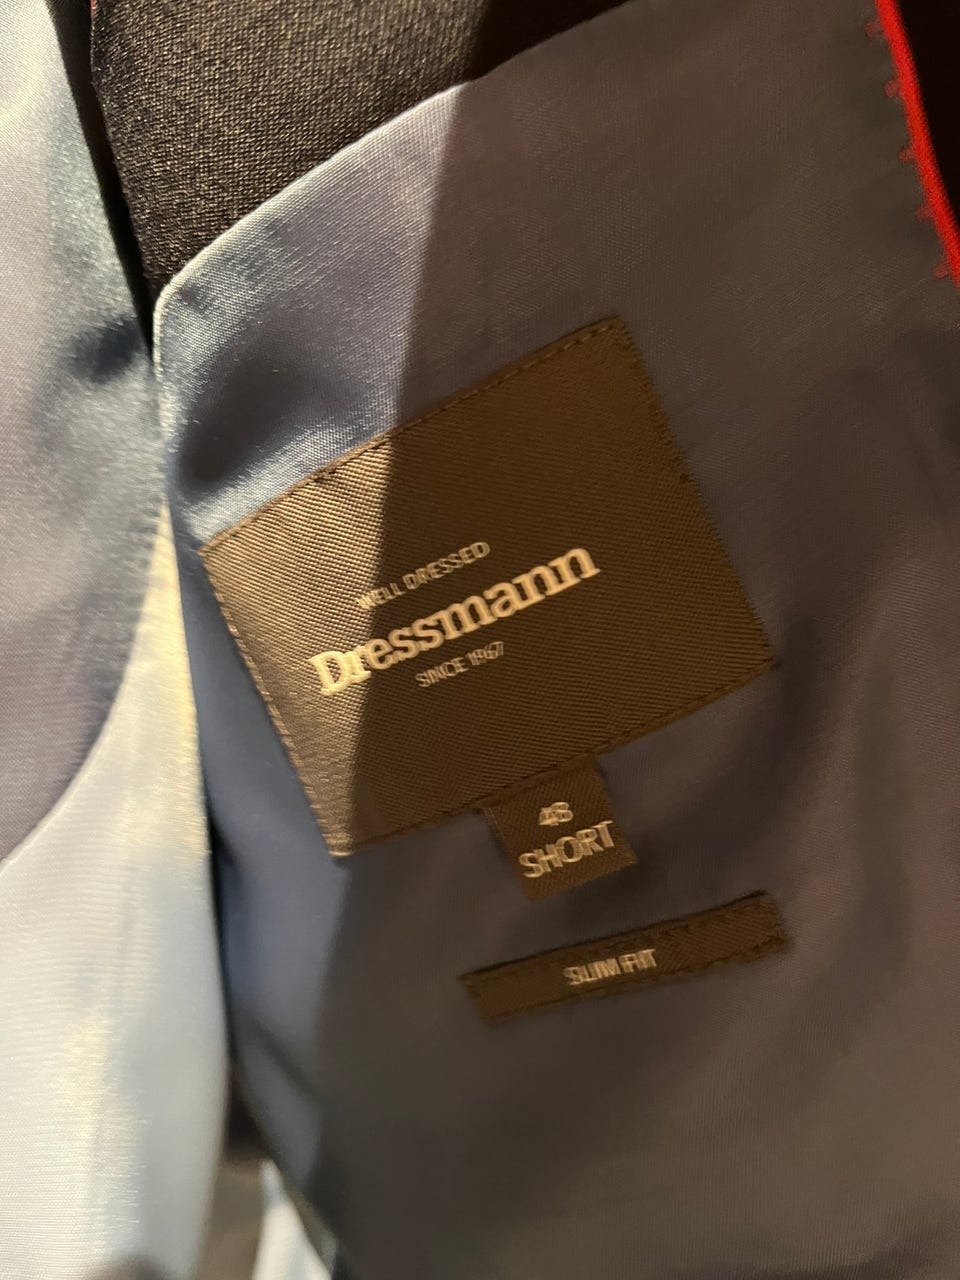 WELL DRESSED
Dressmann
SINCE 1967
48
SHORT
SLIM FIT